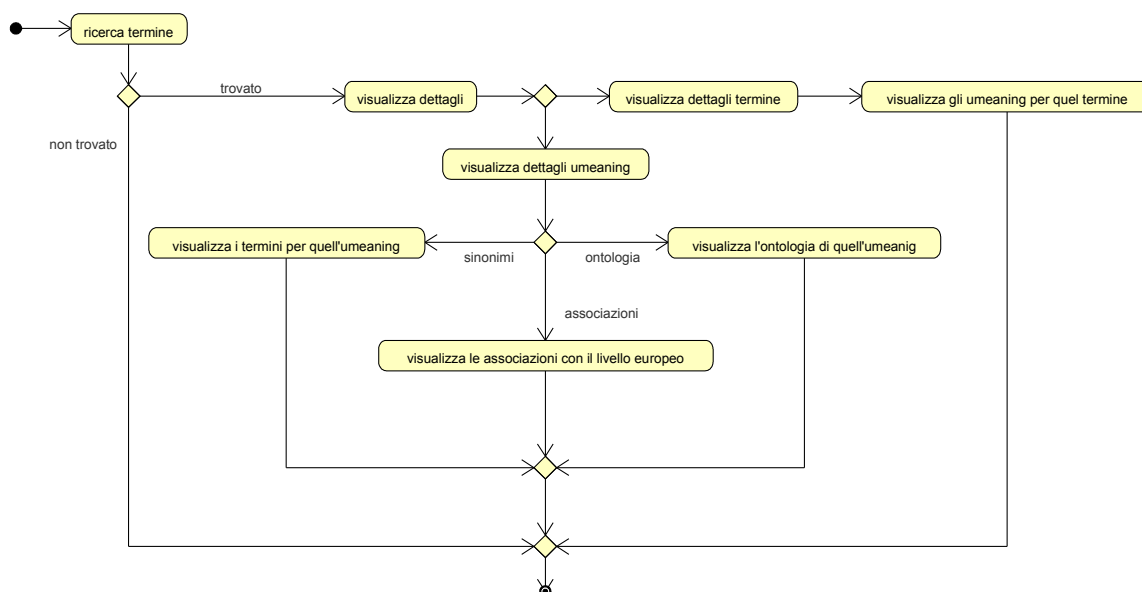 ricerca termine
trovato
visualizza dettagli
visualizza dettagli termine
visualizza gli umeaning per quel termine
non trovato
visualizza dettagli umeaning
visualizza i termini per quell'umeaning
sinonimi
ontologia
visualizza l'ontologia di quell'umeanig
associazioni
visualizza le associazioni con il livello europeo